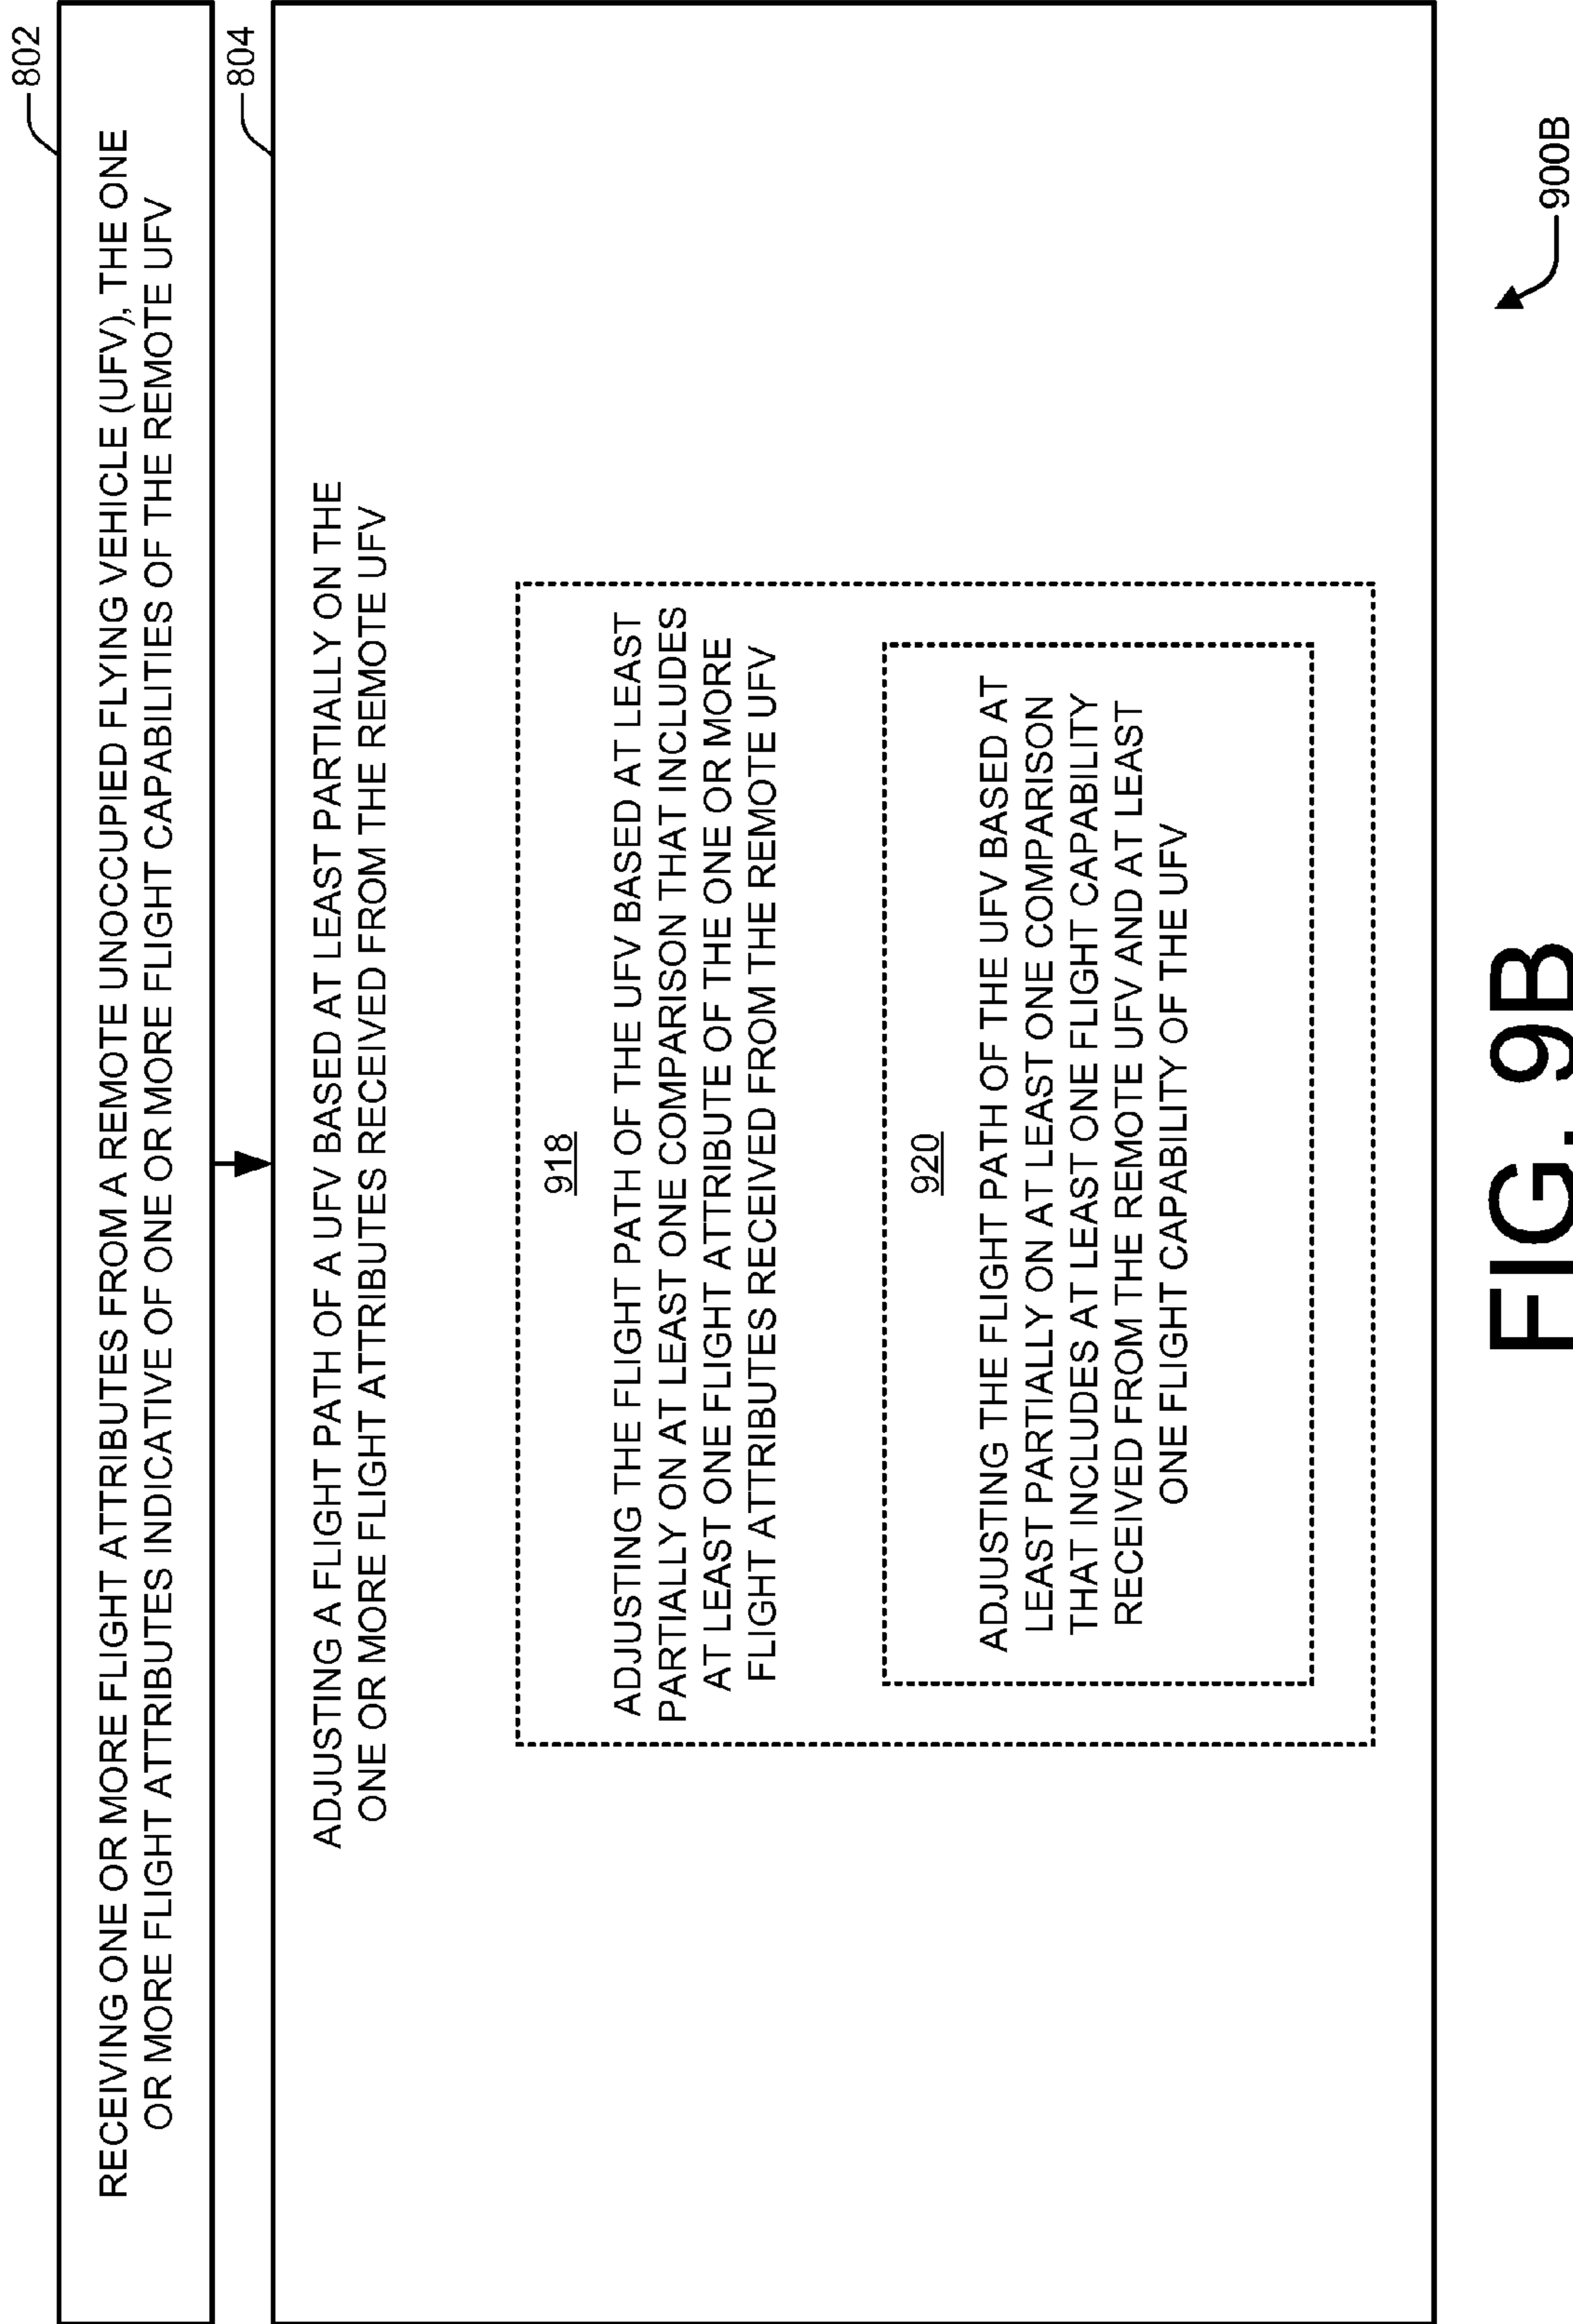 802
RECEIVING ONE OR MORE FLIGHT ATTRIBUTES FROM A REMOTE UNOCCUPIED FLYING VEHICLE (UFV), THE ONE
OR MORE FLIGHT ATTRIBUTES INDICATIVE OF ONE OR MORE FLIGHT CAPABILITIES OF THE REMOTE UFV
804
ADJUSTING A FLIGHT PATH OF A UFV BASED AT LEAST PARTIALLY ON THE
ONE OR MORE FLIGHT ATTRIBUTES RECEIVED FROM THE REMOTE UFV
918
ADJUSTING THE FLIGHT PATH OF THE UFV BASED AT LEAST
PARTIALLY ON AT LEAST ONE COMPARISON THAT INCLUDES
AT LEAST ONE FLIGHT ATTRIBUTE OF THE ONE OR MORE
FLIGHT ATTRIBUTES RECEIVED FROM THE REMOTE UFV
920
ADJUSTING THE FLIGHT PATH OF THE UFV BASED AT
LEAST PARTIALLY ON AT LEAST ONE COMPARISON
THAT INCLUDES AT LEAST ONE FLIGHT CAPABILITY
RECEIVED FROM THE REMOTE UFV AND AT LEAST
ONE FLIGHT CAPABILITY OF THE UFV
900B
FIG. 9B